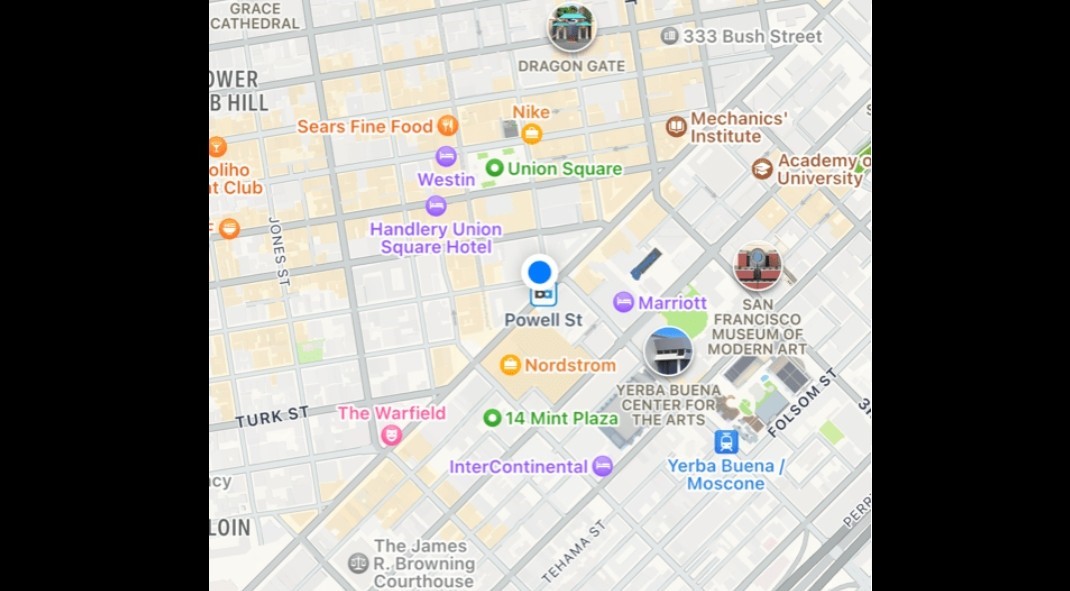 GRACE
CATHEDRAL
333 Bush Street
DRAGON GATE
OWER
B HILL
Nike
Sears Fine Food
Mechanics'
Institute
Union Square
Academy o
University
Westin
oliho
nt Club
Handlery Union
Square Hotel
JONES ST
Powell St
Marriott
SAN
FRANCISCO
MUSEUM OF
MODERN ART
Nordstrom
YERBA BUENA
CENTER FOR
THE ARTS
FOLSOM ST
TURK ST
The Warfield
14 Mint Plaza
InterContinental
Yerba Buena /
Moscone
cy
LOIN
PERR
TEHAMA ST
The James
R. Browning
Courthouse